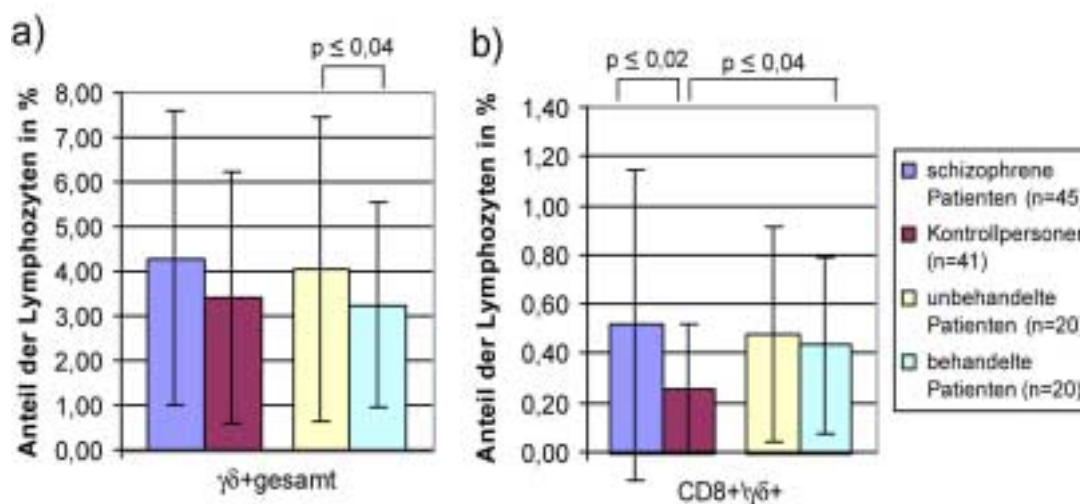 a)
p ≤ 0,04
Anteil der Lymphozyten in %
8,00
7,00
6,00
5,00
4,00
3,00
2,00
1,00
0,00
γδ+gesamt
b)
p ≤ 0,02
p ≤ 0,04
Anteil der Lymphozyten in %
1,40
1,20
1,00
0,80
0,60
0,40
0,20
0,00
CD8+\γδ+
schizophrene
Patienten (n=45
Kontrollpersonen
(n=41)
unbehandelte
Patienten (n=20)
behandelte
Patienten (n=20)